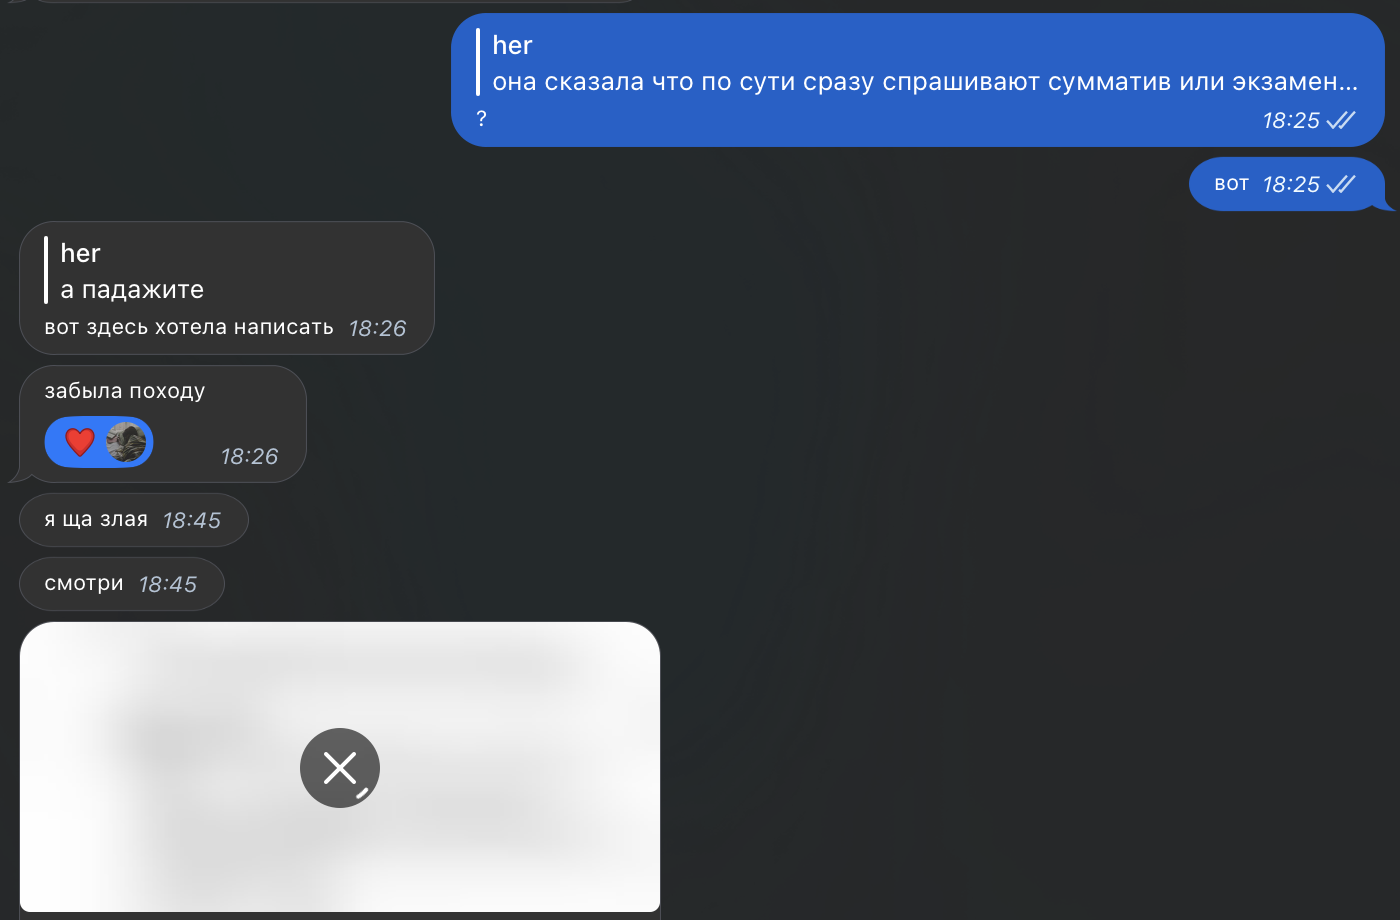 her
она сказала что по сути сразу спрашивают сумматив или экзамен...
?
18:25
вот 18:25
her
а падажите
вот здесь хотела написать 18:26
забыла походу
18:26
я ща злая 18:45
смотри 18:45